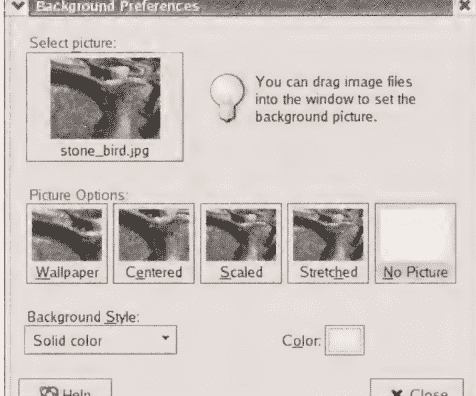 Background Preferences
Select picture:
stone_bird.jpg
You can drag image files
into the window to set the
background picture.
Picture Options:
Wallpaper
Centered
Scaled
Stretched
No Picture
Background Style:
Solid color
Color:
Help
Close